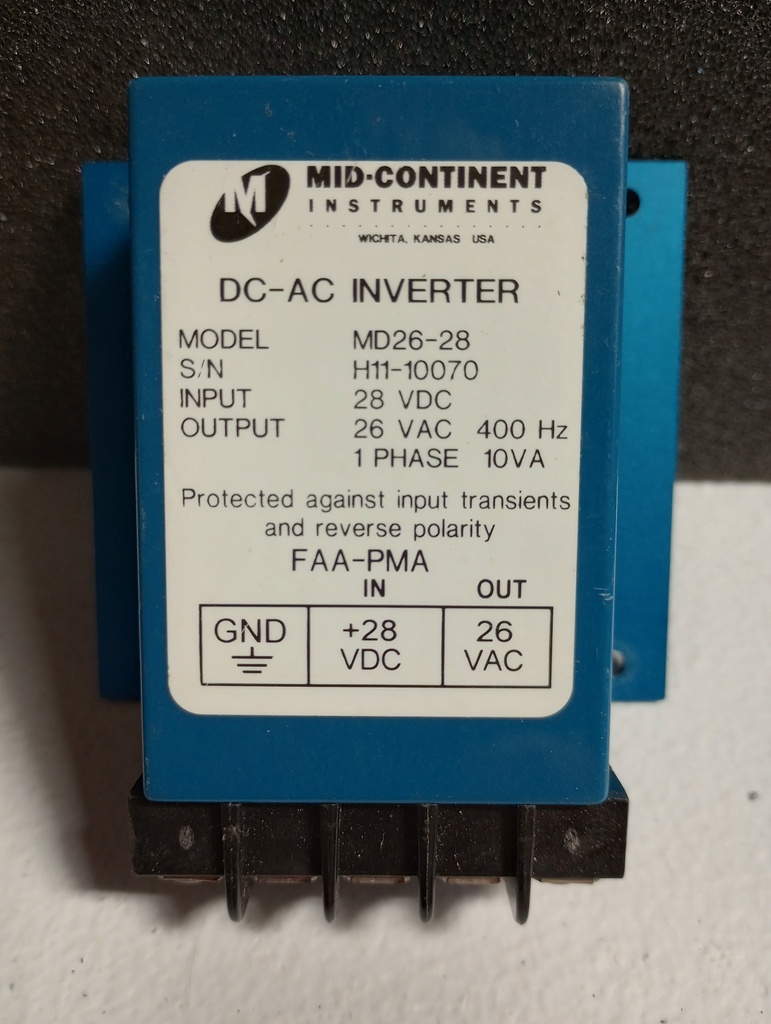 M MID-CONTINENT
INSTRUMENTS
WICHITA, KANSAS USA
DC-AC INVERTER
MODEL MD26-28
S/N H11-10070
INPUT 28 VDC
OUTPUT 26 VAC 400 Hz
1 PHASE 10VA
Protected against input transients
and reverse polarity
FAA-PMA
IN OUT
GND +28 VDC 26 VAC